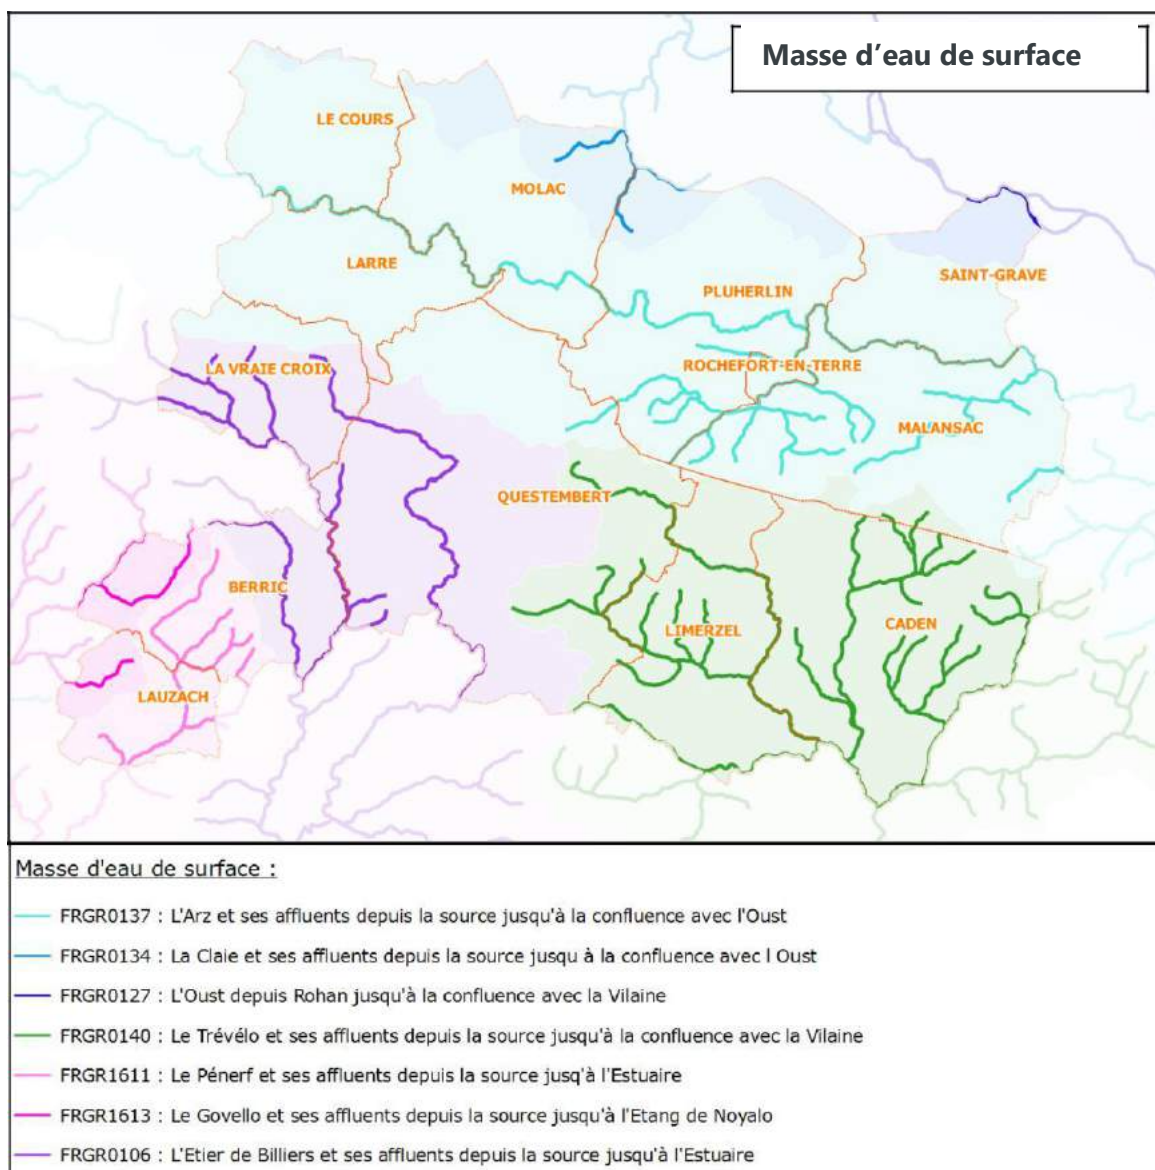 Masse d'eau de surface
LE COURS
MOLAC
LARRE
SAINT-GRAVE
PLUHERLIN
LA VRAIE CROIX
ROCHEFORT-EN-TERRE
MALANSAC
QUESTEMBERT
BERRIC
LIMERZEL
CADEN
LAUZACH
Masse d'eau de surface :
FRGR0137 : L'Arz et ses affluents depuis la source jusqu'à la confluence avec l'Oust
FRGR0134 : La Claie et ses affluents depuis la source jusqu à la confluence avec l Oust
FRGR0127 : L'Oust depuis Rohan jusqu'à la confluence avec la Vilaine
FRGR0140 : Le Trévélo et ses affluents depuis la source jusqu'à la confluence avec la Vilaine
FRGR1611 : Le Pénerf et ses affluents depuis la source jusq'à l'Estuaire
FRGR1613 : Le Govello et ses affluents depuis la source jusqu'à l'Etang de Noyalo
FRGR0106 : L'Etier de Billiers et ses affluents depuis la source jusqu'à l'Estuaire